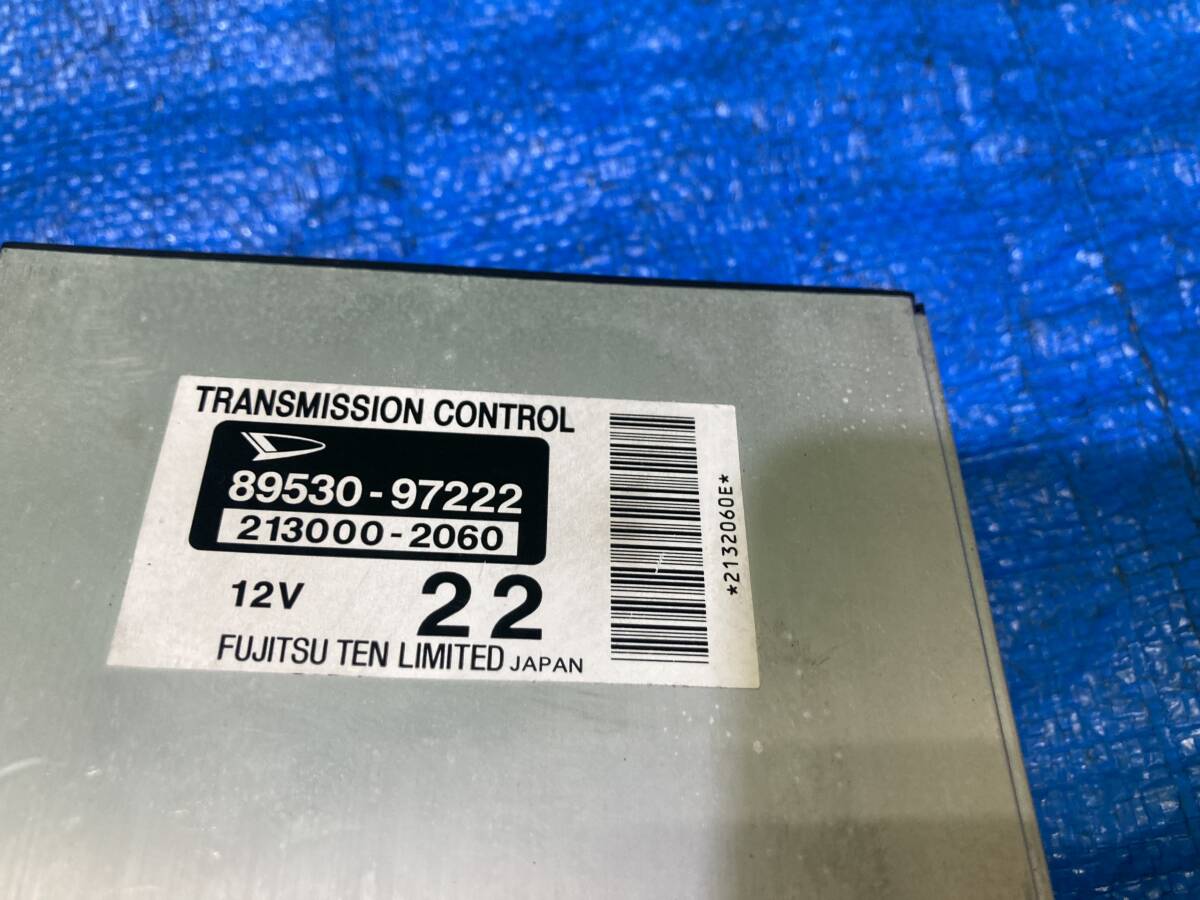 TRANSMISSION CONTROL
89530-97222
213000-2060
12V 22
FUJITSU TEN LIMITED JAPAN
*2132060E*